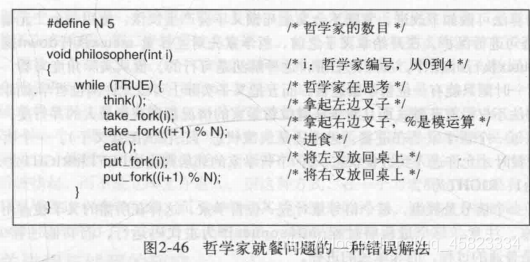 #define N 5 /* 哲学家的数目 */
void philosopher(int i) /* i: 哲学家编号，从0到4 */
{
while (TRUE) {
think( ); /* 哲学家在思考 */
take_fork(i); /* 拿起左边叉子 */
take_fork((i+1) % N); /* 拿起右边叉子，%是模运算 */
eat( ); /* 进食 */
put_fork(i); /* 将左叉放回桌上 */
put_fork((i+1) % N); /* 将右叉放回桌上 */
}
}
图2-46 哲学家就餐问题的一种错误解法